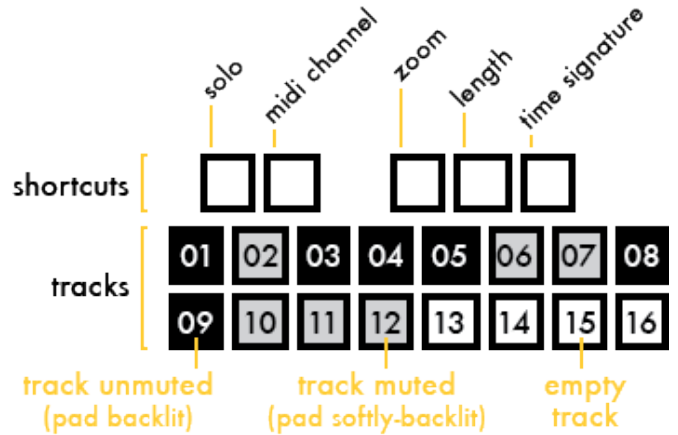 solo
midi channel
zoom
length
time signature
shortcuts
tracks
01 02 03 04 05 06 07 08
09 10 11 12 13 14 15 16
track unmuted track muted empty
(pad backlit) (pad softly-backlit) track